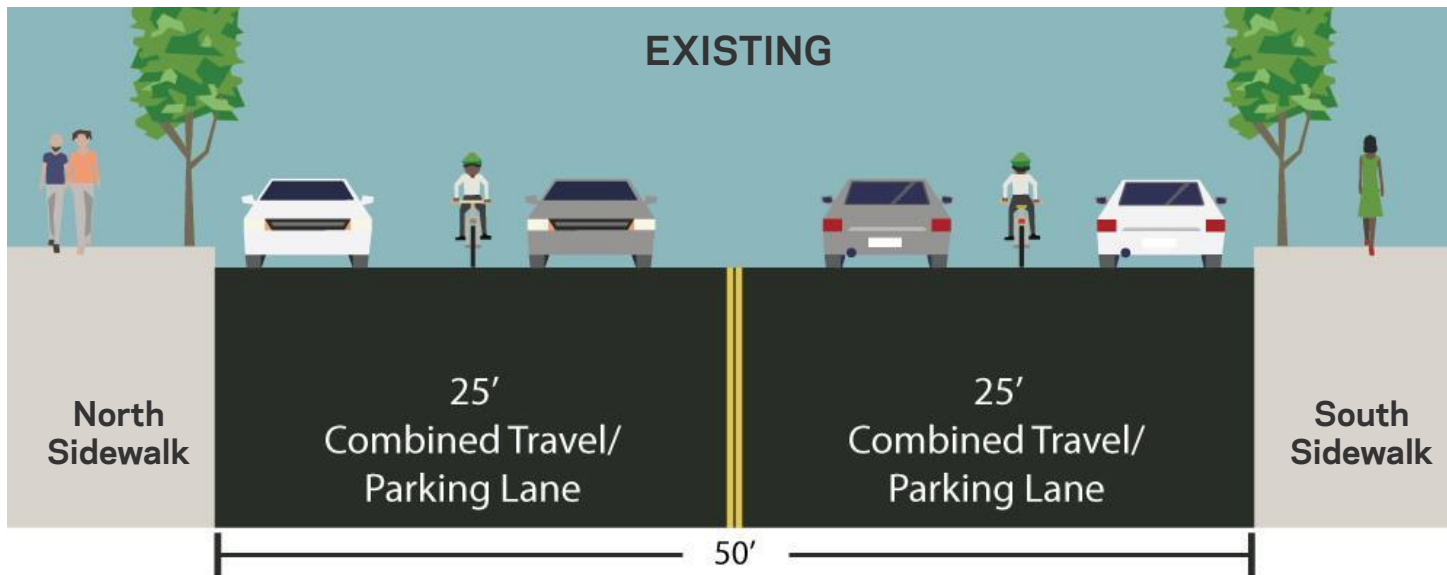 EXISTING
North
Sidewalk
25′
Combined Travel/
Parking Lane
25′
Combined Travel/
Parking Lane
South
Sidewalk
50′